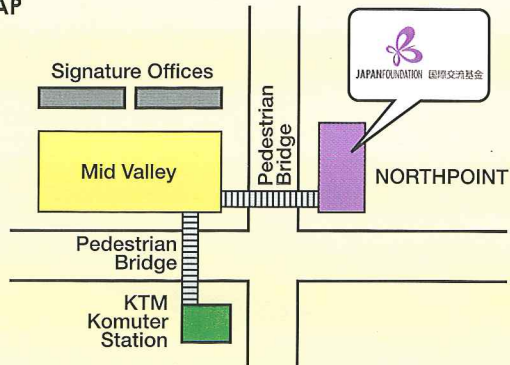 AP
Signature Offices
Mid Valley
Pedestrian
Bridge
JAPANFOUNDATION 国際交流基金
NORTHPOINT
Pedestrian
Bridge
KTM
Komuter
Station